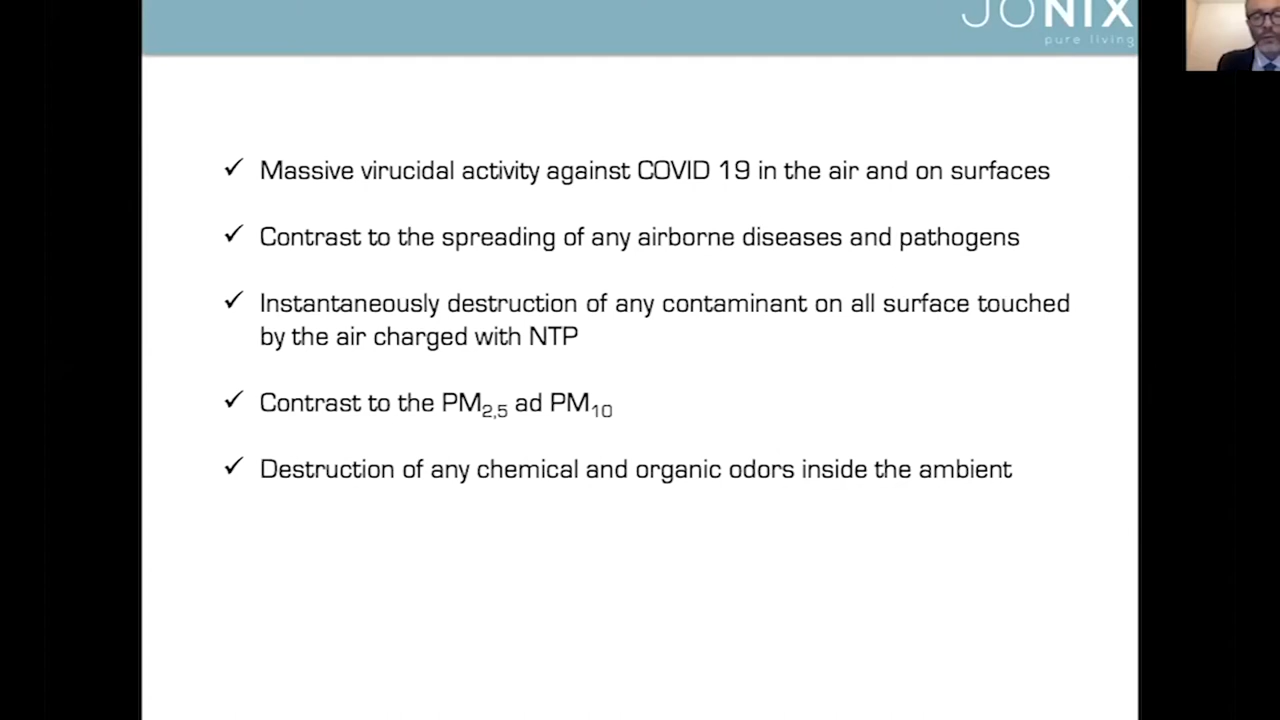 JONIX
pure living
✓ Massive virucidal activity against COVID 19 in the air and on surfaces
✓ Contrast to the spreading of any airborne diseases and pathogens
✓ Instantaneously destruction of any contaminant on all surface touched
by the air charged with NTP
✓ Contrast to the PM2,5 ad PM10
✓ Destruction of any chemical and organic odors inside the ambient